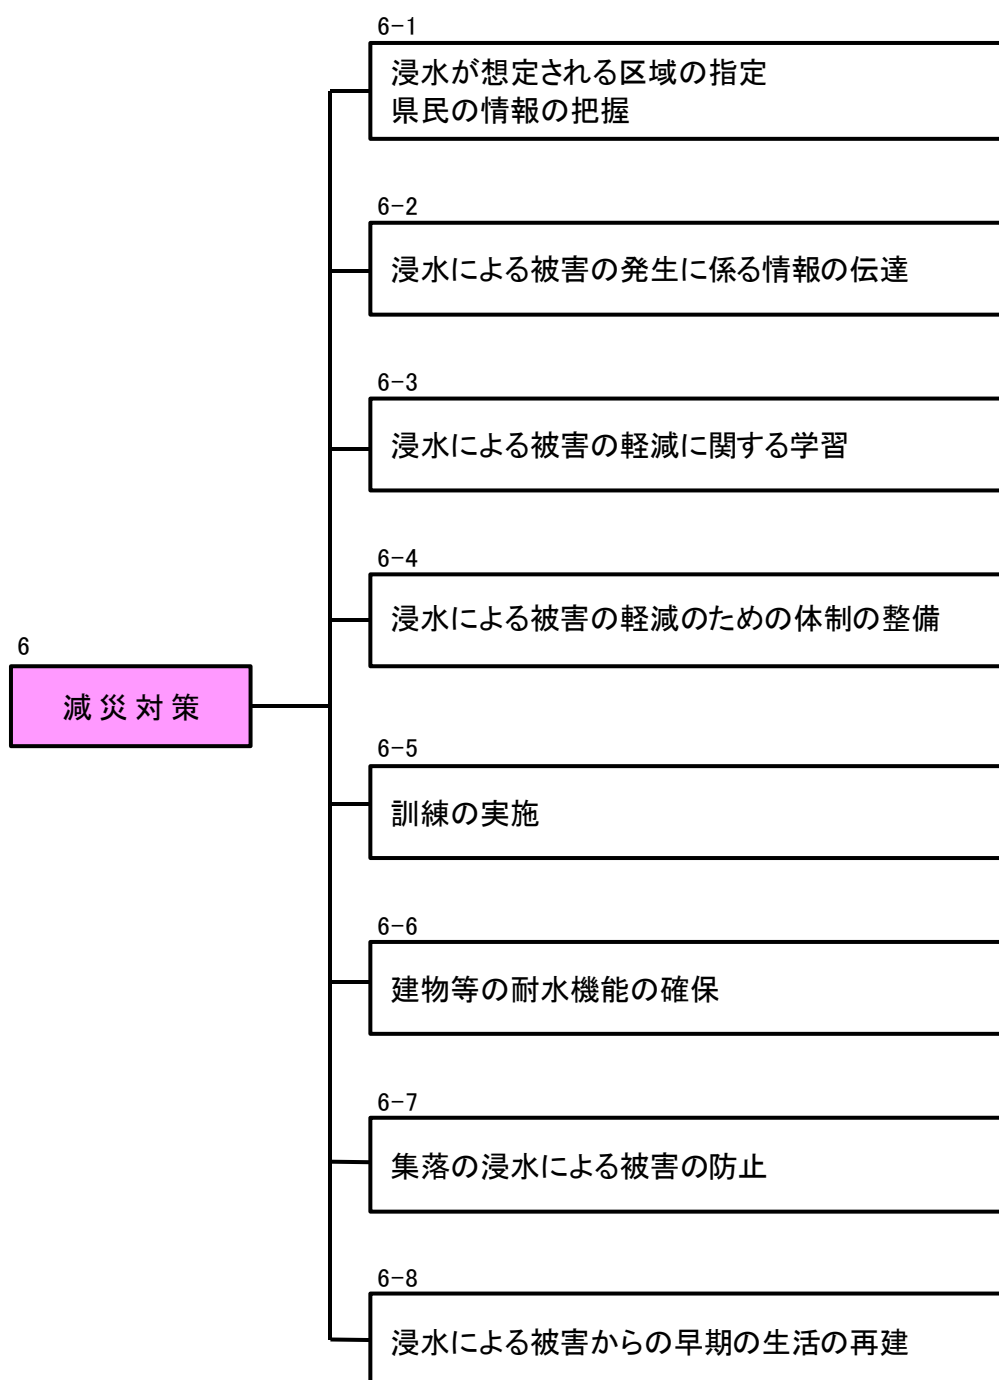 6-1
浸水が想定される区域の指定
県民の情報の把握
6-2
浸水による被害の発生に係る情報の伝達
6-3
浸水による被害の軽減に関する学習
6-4
浸水による被害の軽減のための体制の整備
6
減災対策
6-5
訓練の実施
6-6
建物等の耐水機能の確保
6-7
集落の浸水による被害の防止
6-8
浸水による被害からの早期の生活の再建